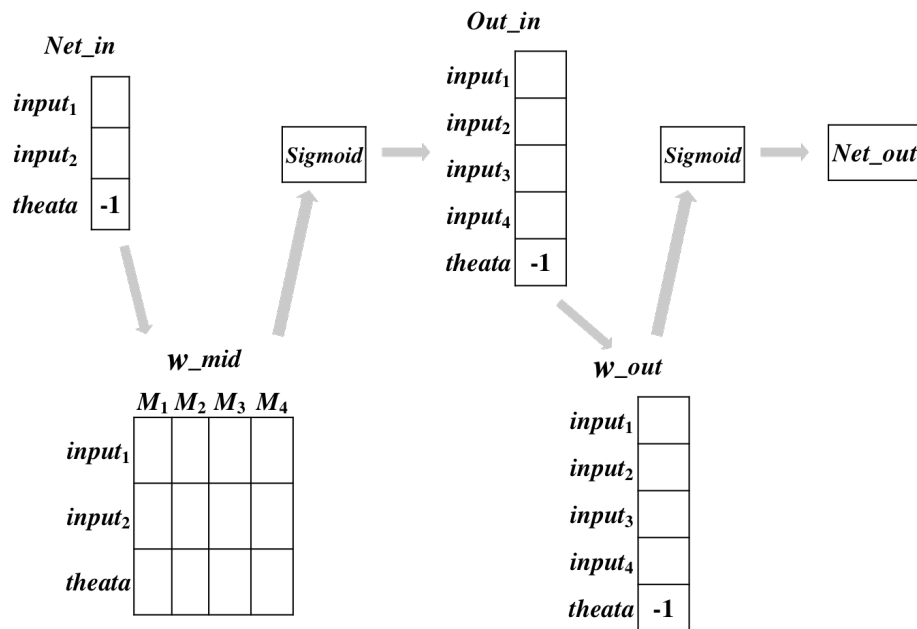 Net_in
input₁
input₂
theata -1
Sigmoid
Out_in
input₁
input₂
input₃
input₄
theata -1
Sigmoid
Net_out
w_mid
M₁ M₂ M₃ M₄
input₁
input₂
theata
w_out
input₁
input₂
input₃
input₄
theata -1